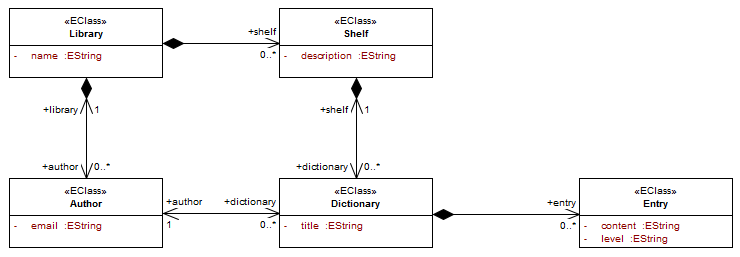 «EClass»
Library
- name :EString
+shelf
0..*
«EClass»
Shelf
- description :EString
+library
1
+author
0..*
+shelf
1
+dictionary
0..*
«EClass»
Author
- email :EString
+author
1
+dictionary
0..*
«EClass»
Dictionary
- title :EString
+entry
0..*
«EClass»
Entry
- content :EString
- level :EString